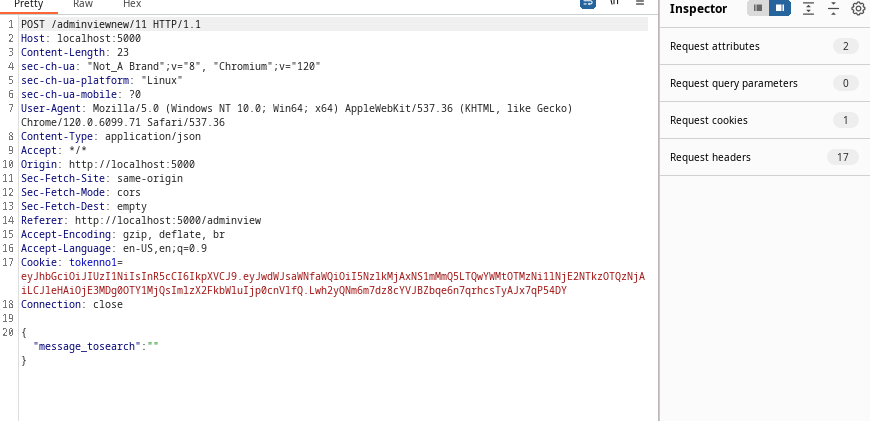 Pretty Raw Hex
Inspector
1 POST /adminviewnew/11 HTTP/1.1
2 Host: localhost:5000
3 Content-Length: 23
4 sec-ch-ua: "Not_A Brand";v="8", "Chromium";v="120"
5 sec-ch-ua-platform: "Linux"
6 sec-ch-ua-mobile: ?0
7 User-Agent: Mozilla/5.0 (Windows NT 10.0; Win64; x64) AppleWebKit/537.36 (KHTML, like Gecko)
Chrome/120.0.6099.71 Safari/537.36
8 Content-Type: application/json
9 Accept: */*
10 Origin: http://localhost:5000
11 Sec-Fetch-Site: same-origin
12 Sec-Fetch-Mode: cors
13 Sec-Fetch-Dest: empty
14 Referer: http://localhost:5000/adminview
15 Accept-Encoding: gzip, deflate, br
16 Accept-Language: en-US,en;q=0.9
17 Cookie: tokenno1=
eyJhbGciOiJIUzI1NiIsInR5cCI6IkpXVCJ9.eyJwdWJsaWNfaWQiOiI5NzlkMjAxNS1mMmQ5LTQwYWMtOTMzNi1lNjE2NTkzOTQzNjA
iLCJleHAiOjE3MDg0OTY1MjQsImlzX2FkbWluIjp0cnVlfQ.Lwh2yQNm6m7dz8cYVJBZbqe6n7qrhcsTyAJx7qP54DY
18 Connection: close
19
20 {
"message_tosearch":""
}
Request attributes 2
Request query parameters 0
Request cookies 1
Request headers 17